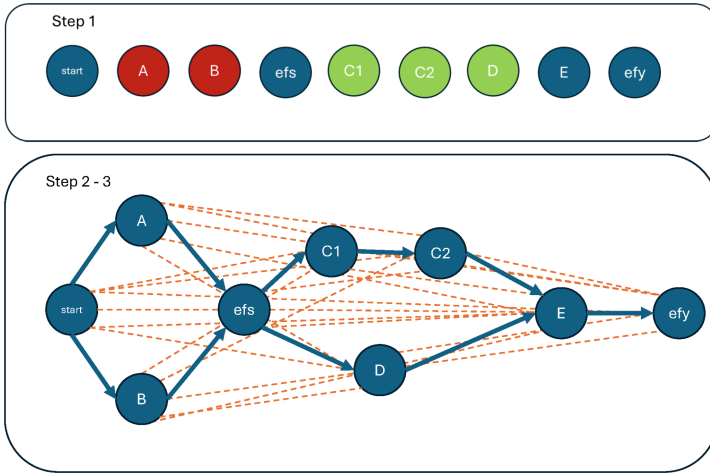 Step 1
start A B efs C1 C2 D E efy
Step 2 - 3
A
C1 C2
start efs E efy
D
B